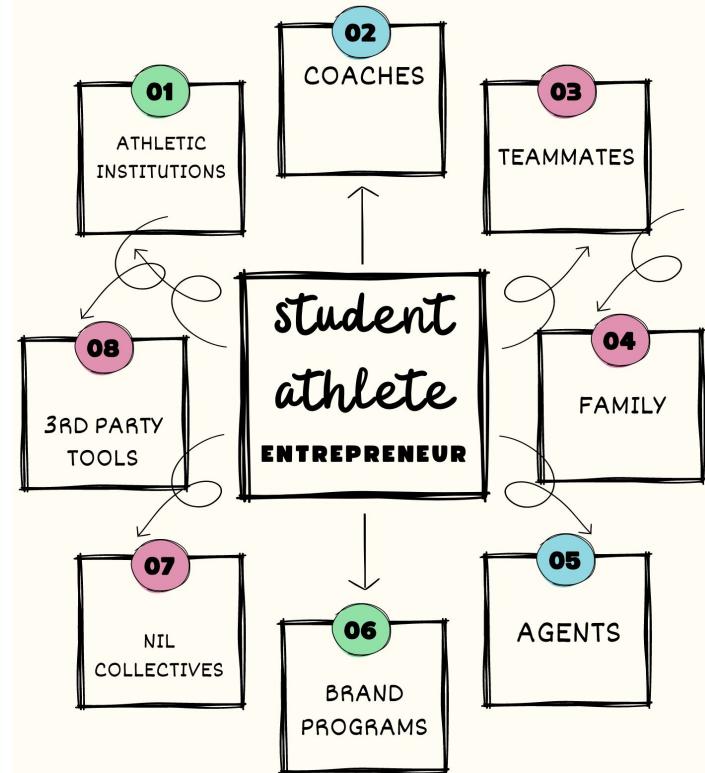 01
ATHLETIC
INSTITUTIONS
02
COACHES
03
TEAMMATES
student
athlete
ENTREPRENEUR
04
FAMILY
05
AGENTS
06
BRAND
PROGRAMS
07
NIL
COLLECTIVES
08
3RD PARTY
TOOLS